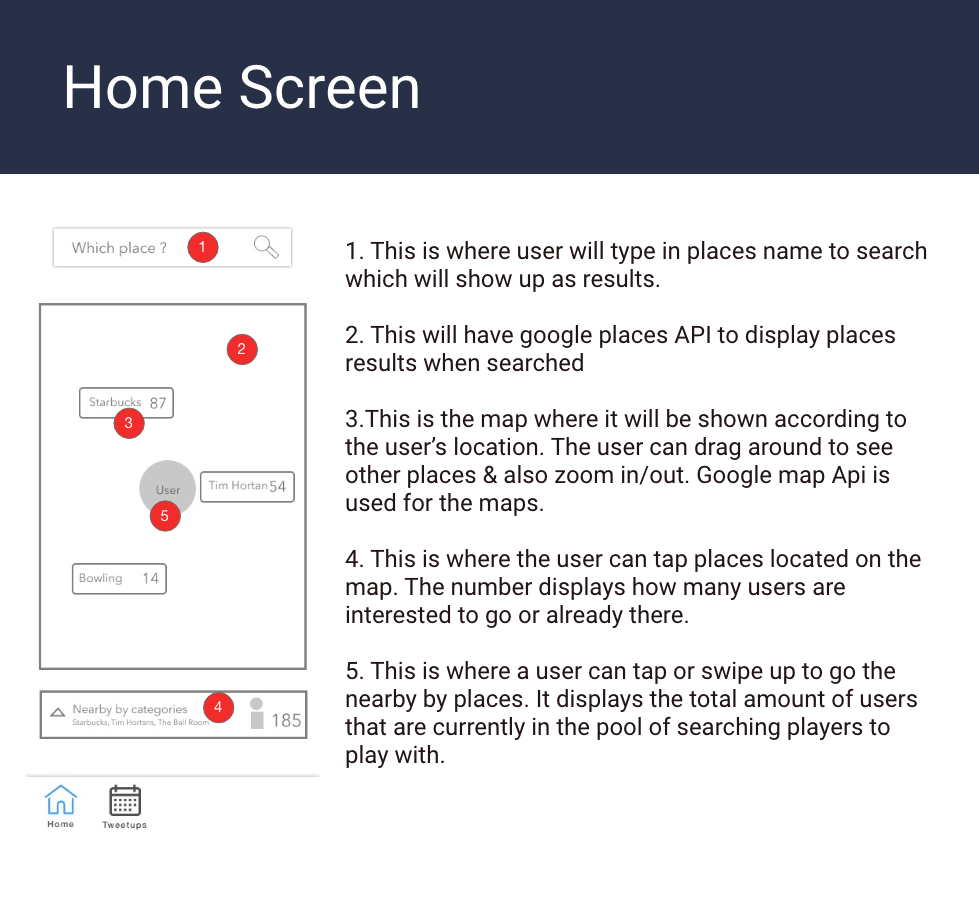 Home Screen
Which place ?
1
2
Starbucks 87
3
User
Tim Hortan 54
5
Bowling 14
Nearby by categories
4
Starbucks, Tim Hortans, The Ball Room
185
Home
Tweetups
1. This is where user will type in places name to search
which will show up as results.
2. This will have google places API to display places
results when searched
3.This is the map where it will be shown according to
the user’s location. The user can drag around to see
other places & also zoom in/out. Google map Api is
used for the maps.
4. This is where the user can tap places located on the
map. The number displays how many users are
interested to go or already there.
5. This is where a user can tap or swipe up to go the
nearby by places. It displays the total amount of users
that are currently in the pool of searching players to
play with.